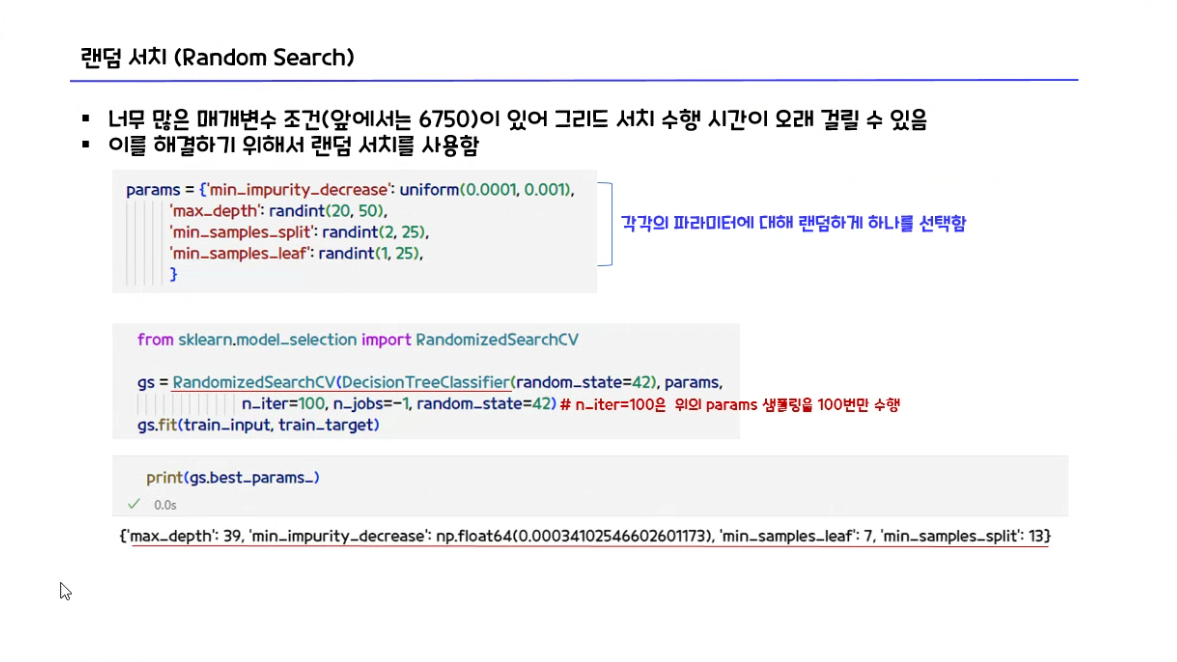 랜덤 서치 (Random Search)
▪ 너무 많은 매개변수 조건(앞에서는 6750)이 있어 그리드 서치 수행 시간이 오래 걸릴 수 있음
▪ 이를 해결하기 위해서 랜덤 서치를 사용함
params = {'min_impurity_decrease': uniform(0.0001, 0.001),
'max_depth': randint(20, 50),
'min_samples_split': randint(2, 25),
'min_samples_leaf': randint(1, 25),
}
각각의 파라미터에 대해 랜덤하게 하나를 선택함
from sklearn.model_selection import RandomizedSearchCV
gs = RandomizedSearchCV(DecisionTreeClassifier(random_state=42), params,
n_iter=100, n_jobs=-1, random_state=42) # n_iter=100은 위의 params 샘플링을 100번만 수행
gs.fit(train_input, train_target)
print(gs.best_params_)
✓ 0.0s
{'max_depth': 39, 'min_impurity_decrease': np.float64(0.00034102546602601173), 'min_samples_leaf': 7, 'min_samples_split': 13}